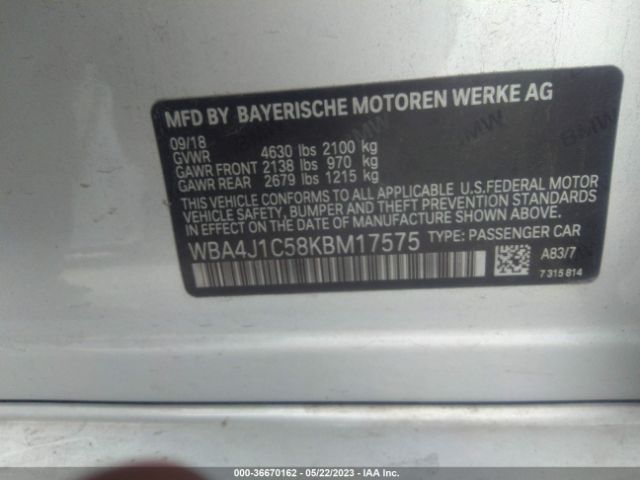 MFD BY BAYERISCHE MOTOREN WERKE AG
09/18
GVWR 4630 lbs 2100 kg
GAWR FRONT 2138 lbs 970 kg
GAWR REAR 2679 lbs 1215 kg
THIS VEHICLE CONFORMS TO ALL APPLICABLE U.S.FEDERAL MOTOR
VEHICLE SAFETY, BUMPER AND THEFT PREVENTION STANDARDS
IN EFFECT ON THE DATE OF MANUFACTURE SHOWN ABOVE.
WBA4J1C58KBM17575 TYPE: PASSENGER CAR
A83/7
7 315 814
BMW
000-36670162 - 05/22/2023 - IAA Inc.